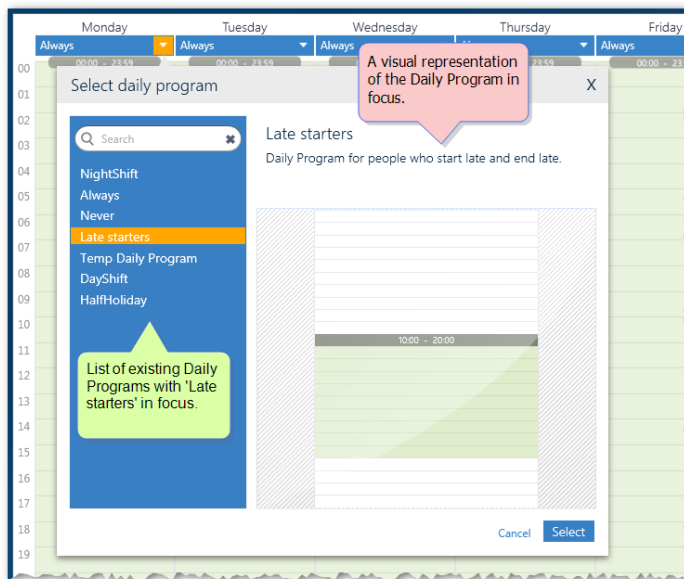 Monday Tuesday Wednesday Thursday Friday
Always Always Always Always
00:00 - 23:59 00:00 - 23:59 23:59 00:00 - 23
00
01
02
03
04
05
06
07
08
09
10
11
12
13
14
15
16
17
18
19
Select daily program X
A visual representation
of the Daily Program in
focus.
Search
NightShift
Always
Never
Late starters
Temp Daily Program
DayShift
HalfHoliday
List of existing Daily
Programs with 'Late
starters' in focus.
Late starters
Daily Program for people who start late and end late.
10:00 - 20:00
Cancel Select